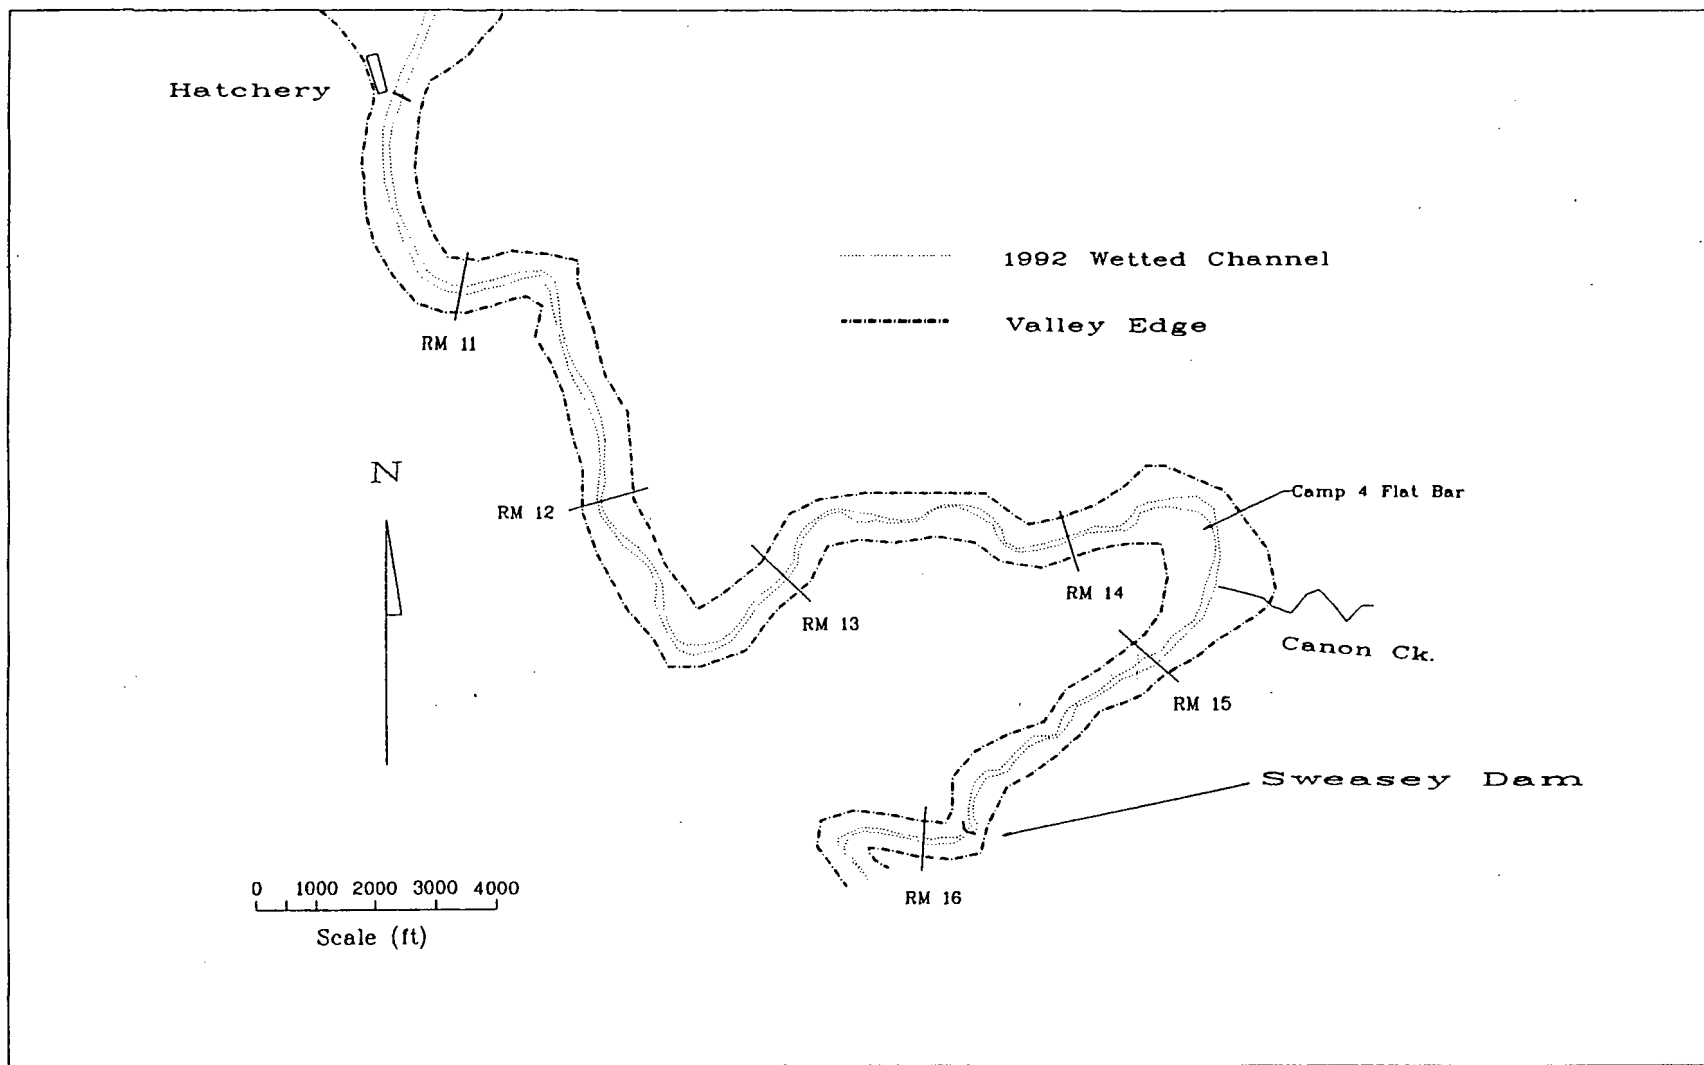 Hatchery
1992 Wetted Channel
Valley Edge
RM 11
N
Camp 4 Flat Bar
RM 12
RM 14
RM 13
Canon Ck.
RM 15
Sweasey Dam
RM 16
0 1000 2000 3000 4000
Scale (ft)